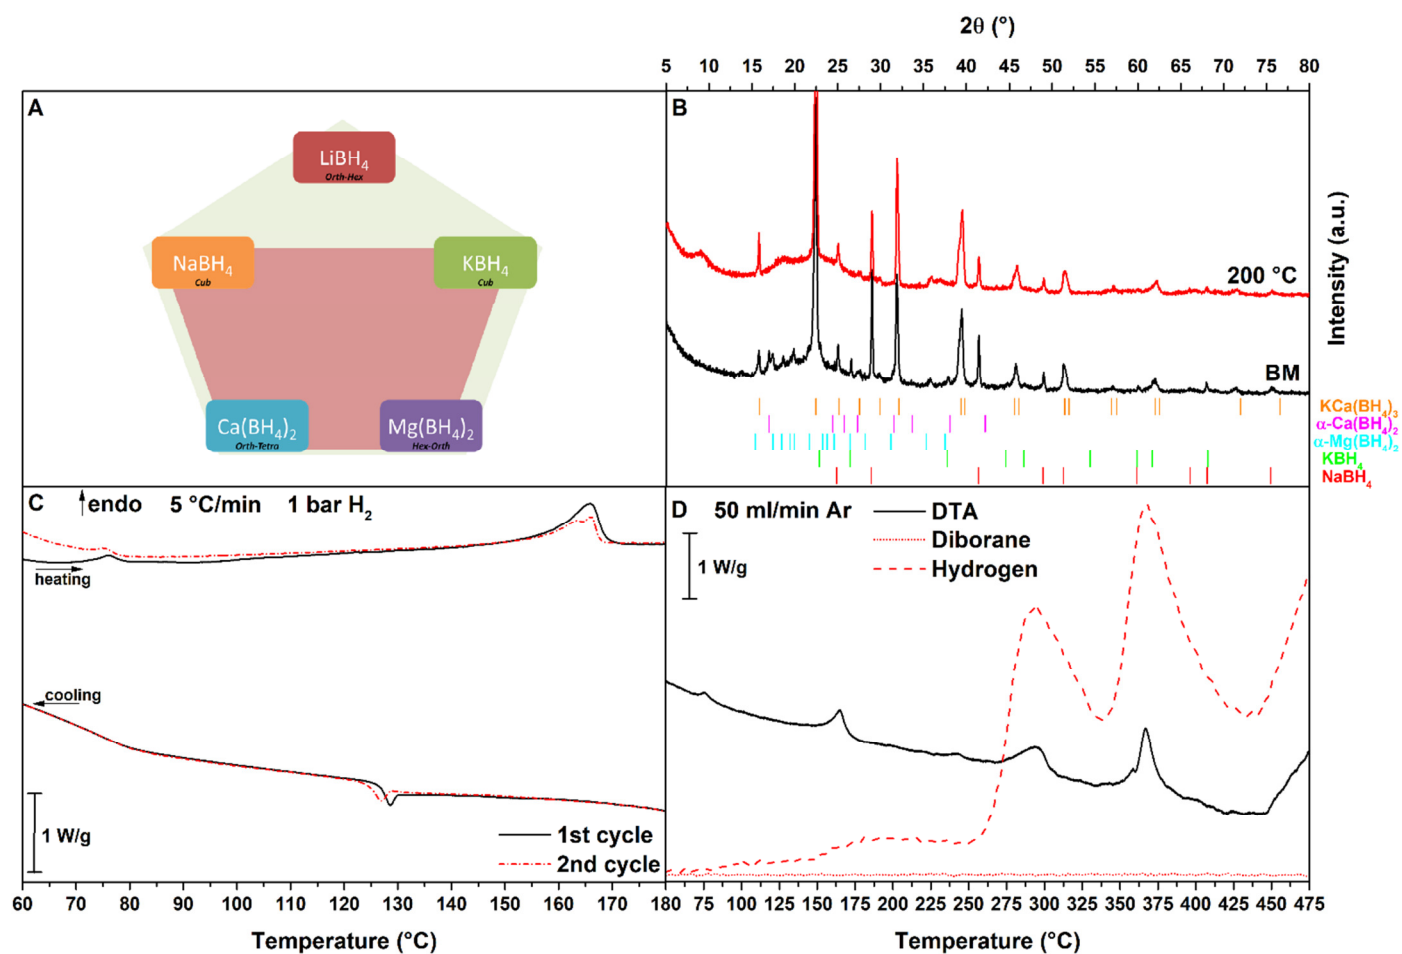 2θ (°)
5 10 15 20 25 30 35 40 45 50 55 60 65 70 75 80
A
LiBH₄
Orth-Hex
NaBH₄
Cub
KBH₄
Cub
Ca(BH₄)₂
Orth-Tetra
Mg(BH₄)₂
Hex-Orth
B
200 °C
BM
Intensity (a.u.)
KCa(BH₄)₃
α-Ca(BH₄)₂
α-Mg(BH₄)₂
KBH₄
NaBH₄
C
endo 5 °C/min 1 bar H₂
heating
cooling
1 W/g
1st cycle
2nd cycle
60 70 80 90 100 110 120 130 140 150 160 170 180
Temperature (°C)
D 50 ml/min Ar
1 W/g
DTA
Diborane
Hydrogen
75 100 125 150 175 200 225 250 275 300 325 350 375 400 425 450 475
Temperature (°C)